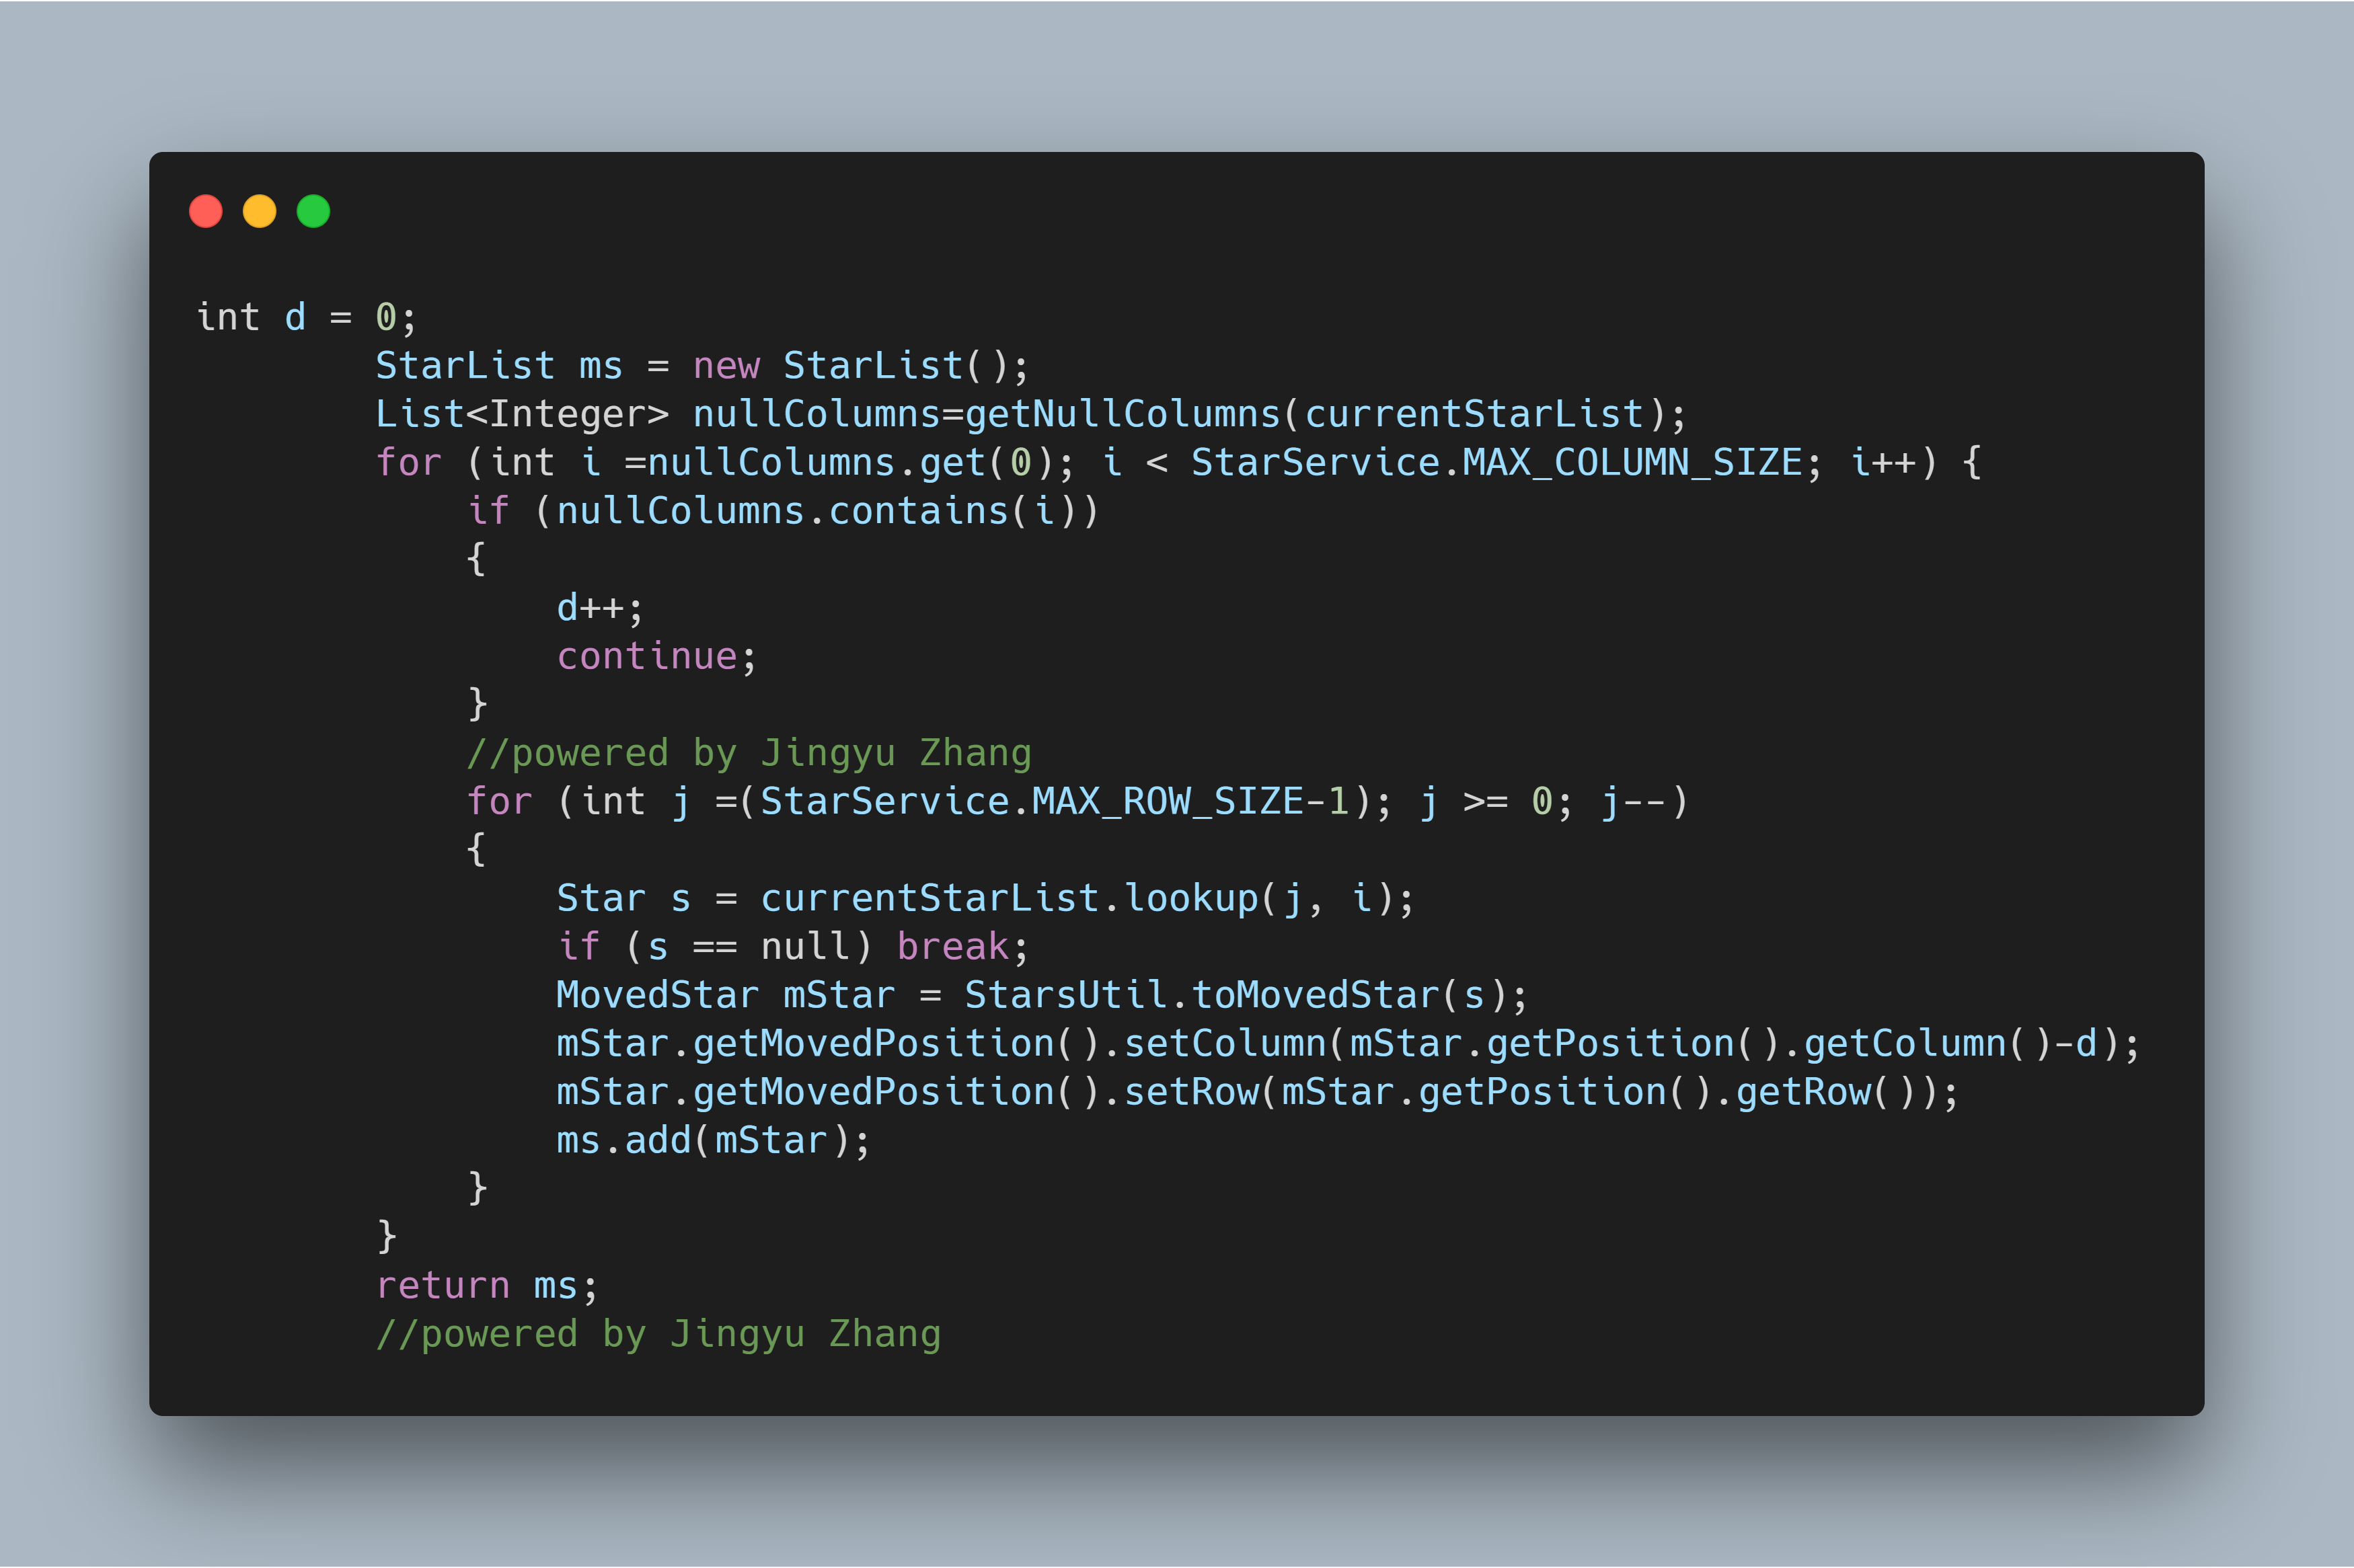 int d = 0;
        StarList ms = new StarList();
        List<Integer> nullColumns=getNullColumns(currentStarList);
        for (int i =nullColumns.get(0); i < StarService.MAX_COLUMN_SIZE; i++) {
            if (nullColumns.contains(i))
            {
                d++;
                continue;
            }
            //powered by Jingyu Zhang
            for (int j =(StarService.MAX_ROW_SIZE-1); j >= 0; j--)
            {
                Star s = currentStarList.lookup(j, i);
                if (s == null) break;
                MovedStar mStar = StarsUtil.toMovedStar(s);
                mStar.getMovedPosition().setColumn(mStar.getPosition().getColumn()-d);
                mStar.getMovedPosition().setRow(mStar.getPosition().getRow());
                ms.add(mStar);
            }
        }
        return ms;
        //powered by Jingyu Zhang